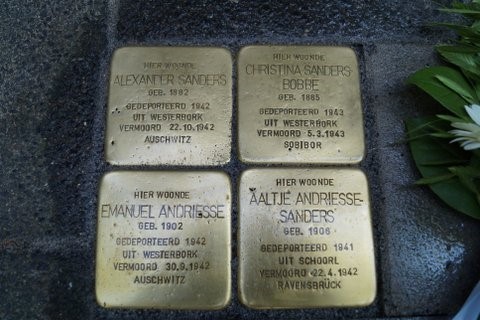 HIER WOONDE
ALEXANDER SANDERS
GEB. 1892
GEDEPORTEERD 1942
UIT WESTERBORK
VERMOORD 22.10.1942
AUSCHWITZ
HIER WOONDE
CHRISTINA SANDERS-
BOBBE
GEB. 1865
GEDEPORTEERD 1943
UIT WESTERBORK
VERMOORD 5.3.1943
SOBIBOR
HIER WOONDE
EMANUEL ANDRIESSE
GEB. 1902
GEDEPORTEERD 1942
UIT WESTERBORK
VERMOORD 30.9.1942
AUSCHWITZ
HIER WOONDE
AALTJE ANDRIESSE-
SANDERS
GEB. 1906
GEDEPORTEERD 1941
UIT SCHOORL
VERMOORD 22.4.1942
RAVENSBRÜCK